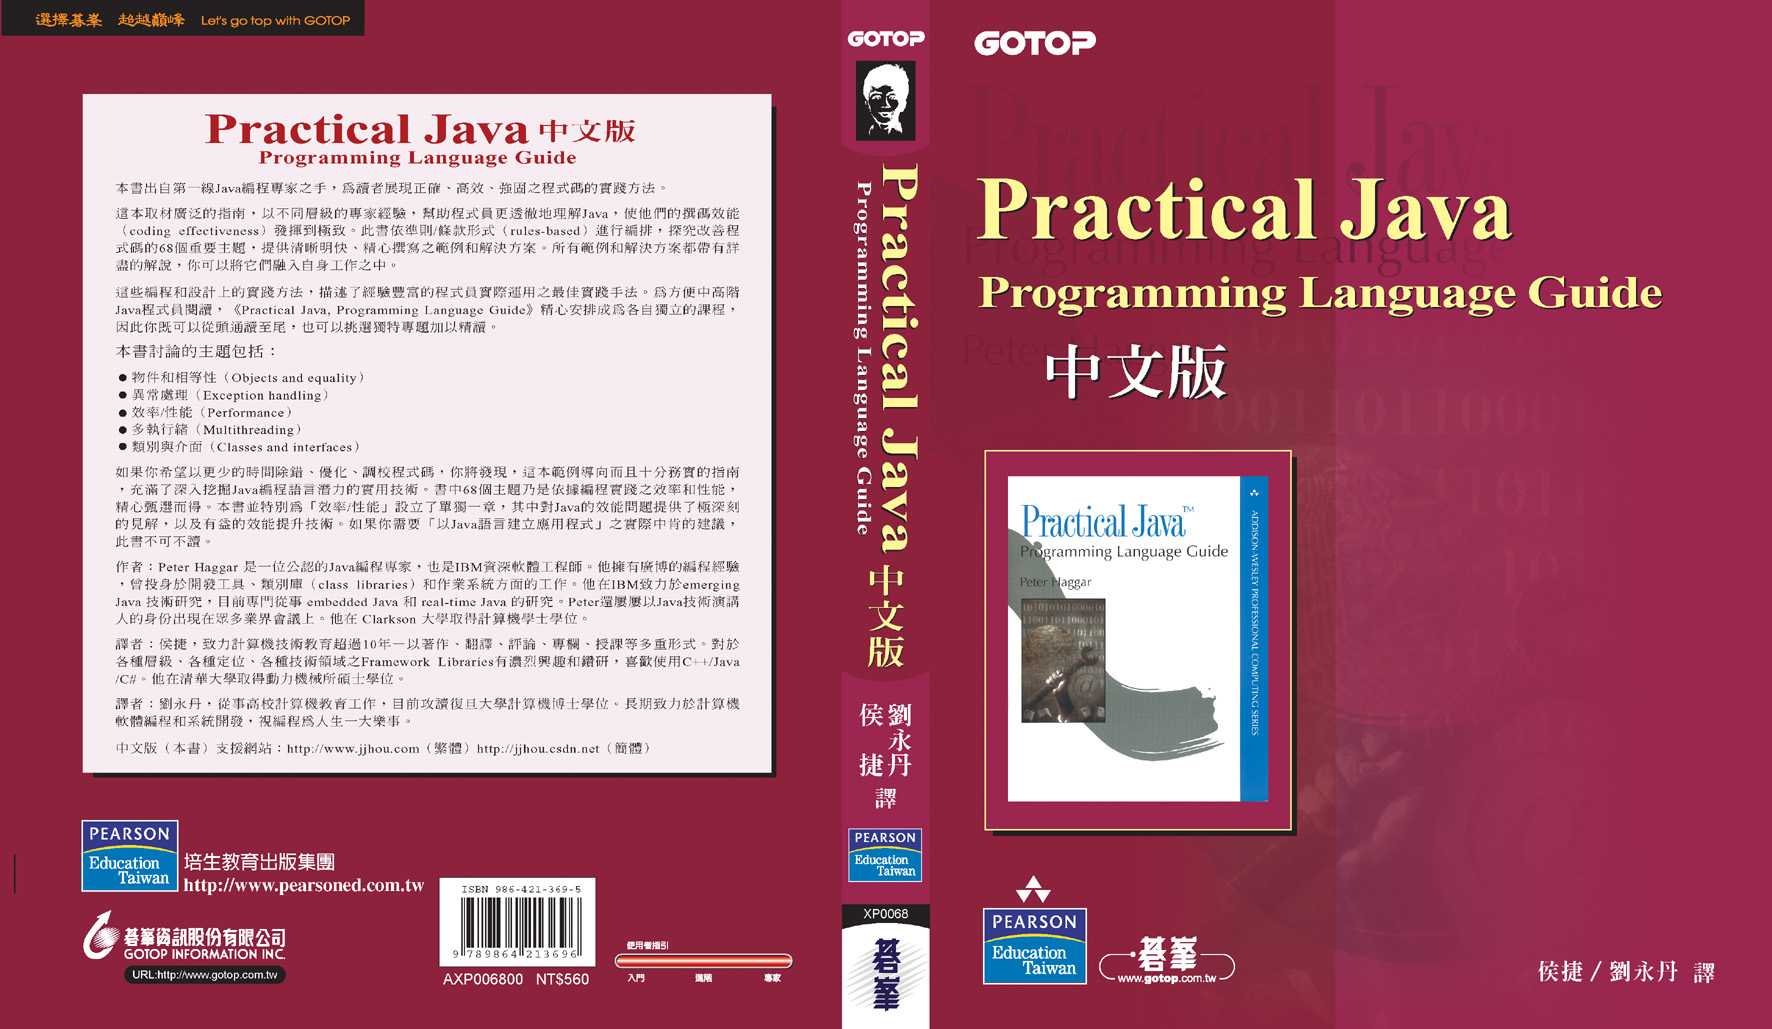 選擇碁峯 超越巔峰 Let's go top with GOTOP
Practical Java 中文版
Programming Language Guide
本書出自第一線Java編程專家之手，為讀者展現正確、高效、強固之程式碼的實踐方法。
這本取材廣泛的指南，以不同層級的專家經驗，幫助程式員更透徹地理解Java，使他們的撰碼效能
（coding effectiveness）發揮到極致。此書依準則/條款形式（rules-based）進行編排，探究改善程
式碼的68個重要主題，提供清晰明快、精心撰寫之範例和解決方案。所有範例和解決方案都帶有詳
盡的解說，你可以將它們融入自身工作之中。
這些編程和設計上的實踐方法，描述了經驗豐富的程式員實際運用之最佳實踐手法。為方便中高階
Java程式員閱讀，《Practical Java, Programming Language Guide》精心安排成為各自獨立的課程，
因此你既可以從頭通讀至尾，也可以挑選獨特專題加以精讀。
本書討論的主題包括：
● 物件和相等性（Objects and equality）
● 異常處理（Exception handling）
● 效率/性能（Performance）
● 多執行緒（Multithreading）
● 類別與介面（Classes and interfaces）
如果你希望以更少的時間除錯、優化、調校程式碼，你將發現，這本範例導向而且十分務實的指南
，充滿了深入挖掘Java編程語言潛力的實用技術。書中68個主題乃是依據編程實踐之效率和性能，
精心甄選而得。本書並特別為「效率/性能」設立了單獨一章，其中對Java的效能問題提供了極深刻
的見解，以及有益的效能提升技術。如果你需要「以Java語言建立應用程式」之實際中肯的建議，
此書不可不讀。
作者：Peter Haggar 是一位公認的Java編程專家，也是IBM資深軟體工程師。他擁有廣博的編程經驗
，曾投身於開發工具、類別庫（class libraries）和作業系統方面的工作。他在IBM致力於emerging
Java 技術研究，目前專門從事 embedded Java 和 real-time Java 的研究。Peter還屢屢以Java技術演講
人的身份出現在眾多業界會議上。他在 Clarkson 大學取得計算機學士學位。
譯者：侯捷，致力計算機技術教育超過10年—以著作、翻譯、評論、專欄、授課等多重形式。對於
各種層級、各種定位、各種技術領域之Framework Libraries有濃烈興趣和鑽研，喜歡使用C++/Java
/C#。他在清華大學取得動力機械所碩士學位。
譯者：劉永丹，從事高校計算機教育工作，目前攻讀復旦大學計算機博士學位。長期致力於計算機
軟體編程和系統開發，視編程為人生一大樂事。
中文版（本書）支援網站：http://www.jjhou.com（繁體）http://jjhou.csdn.net（簡體）
PEARSON
Education
Taiwan
培生教育出版集團
http://www.pearsoned.com.tw
碁峯資訊股份有限公司
GOTOP INFORMATION INC.
URL:http://www.gotop.com.tw
ISBN 986-421-369-5
9 789864 213696
AXP006800 NT$560
使用者指引
入門 進階 專家
GOTOP
Practical Java 中文版
Programming Language Guide
劉永丹
侯捷
譯
PEARSON
Education
Taiwan
XP0068
碁峯
GOTOP
Practical Java
Programming Language Guide
Peter Haggar
Practical Java
Programming Language Guide
中文版
Practical Java™
Programming Language Guide
Peter Haggar
ADDISON-WESLEY PROFESSIONAL COMPUTING SERIES
PEARSON
Education
Taiwan
碁峯
www.gotop.com.tw
侯捷 / 劉永丹 譯